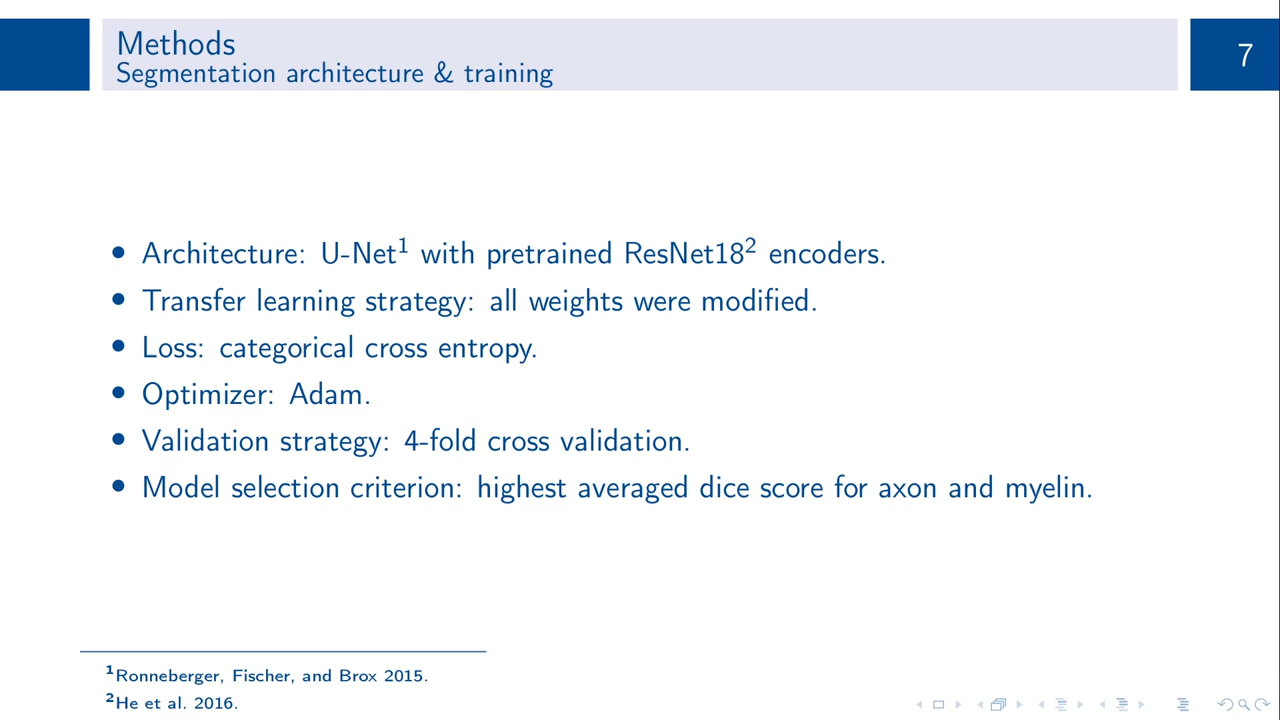 Methods
Segmentation architecture & training
7
• Architecture: U-Net¹ with pretrained ResNet18² encoders.
• Transfer learning strategy: all weights were modified.
• Loss: categorical cross entropy.
• Optimizer: Adam.
• Validation strategy: 4-fold cross validation.
• Model selection criterion: highest averaged dice score for axon and myelin.
¹Ronneberger, Fischer, and Brox 2015.
²He et al. 2016.